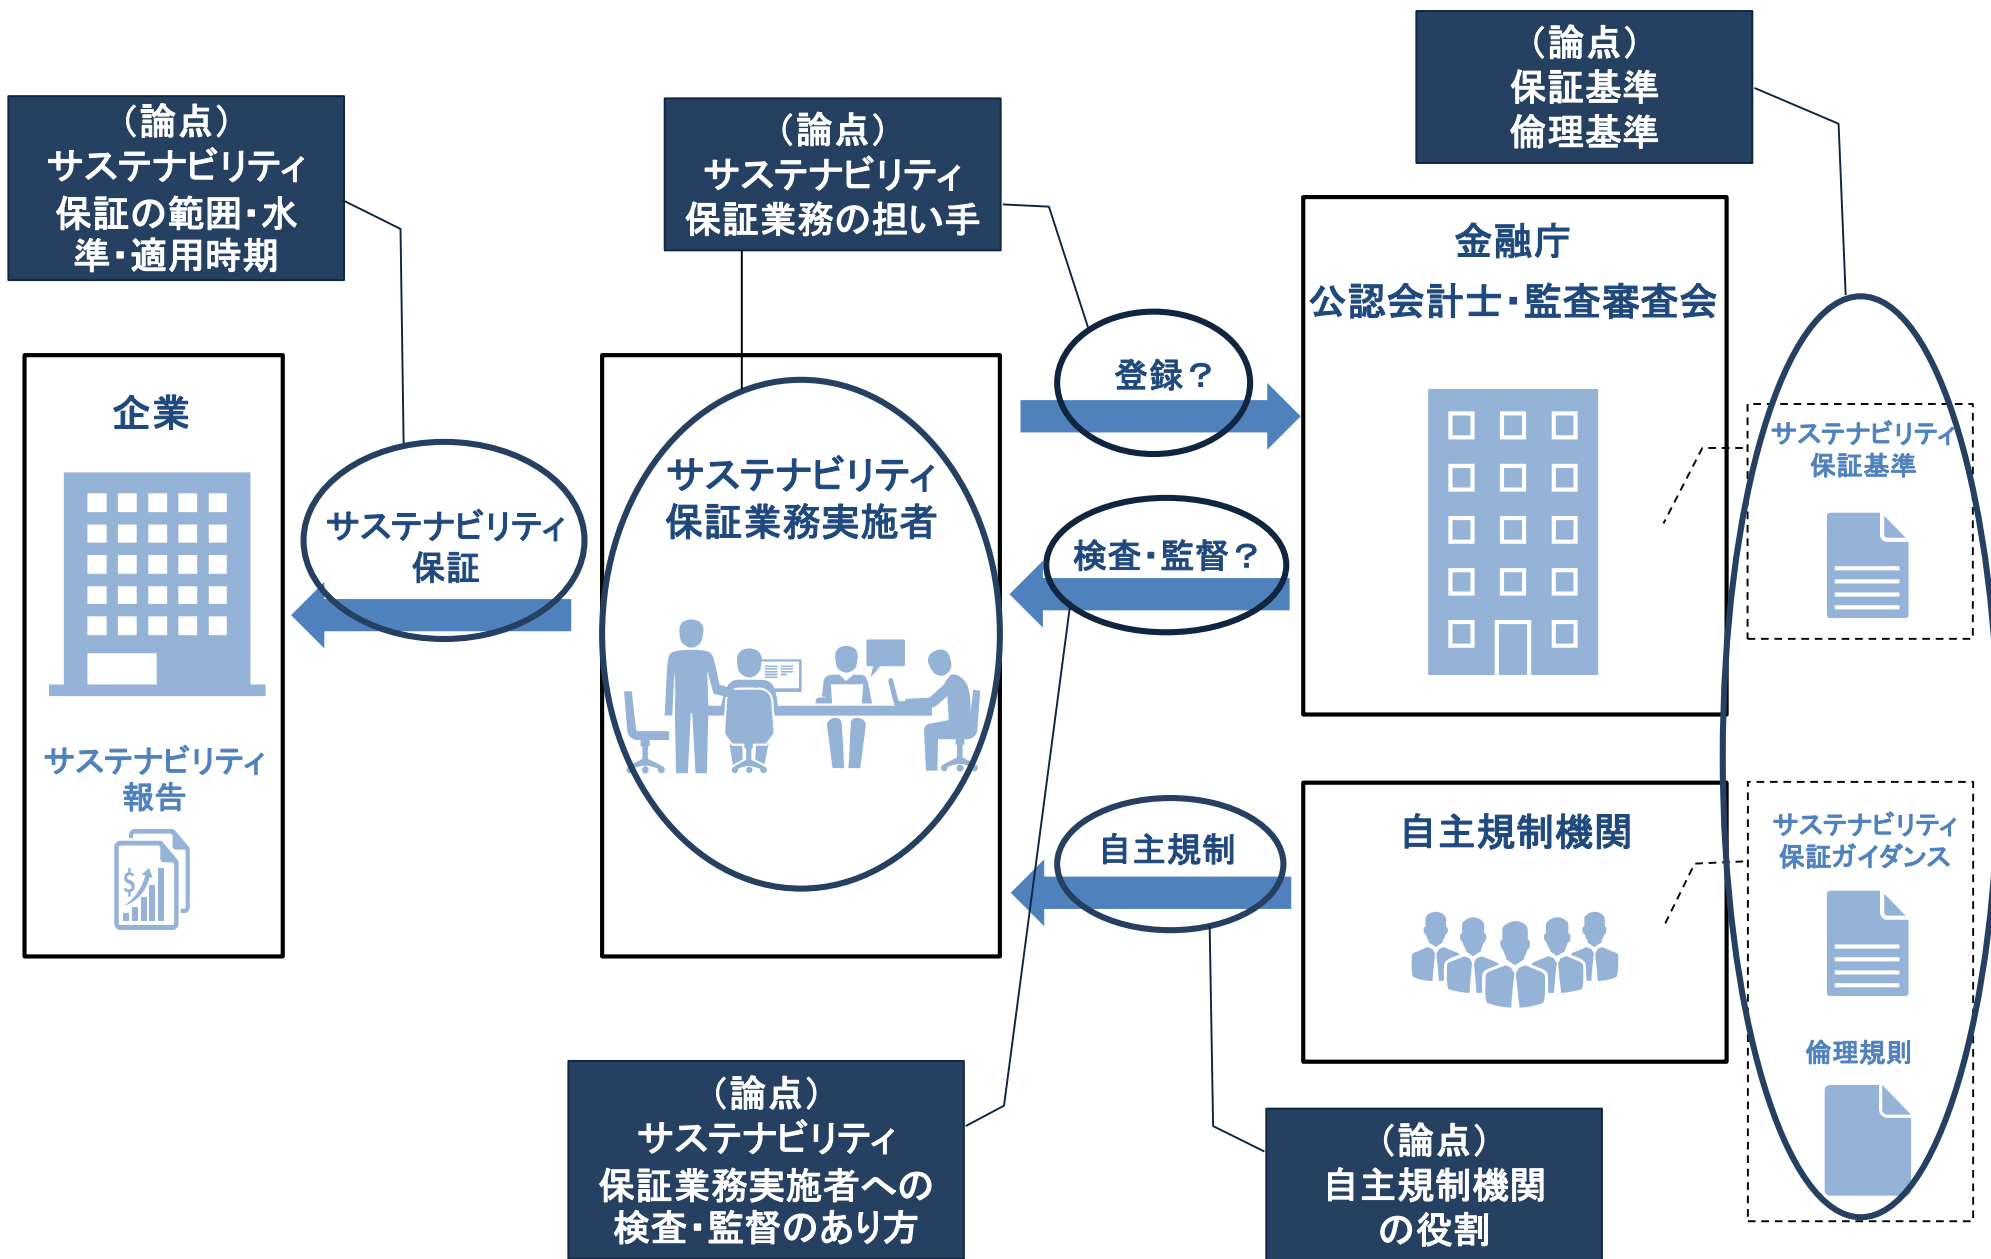 （論点）
サステナビリティ
保証の範囲・水
準・適用時期
（論点）
サステナビリティ
保証業務の担い手
（論点）
保証基準
倫理基準
企業
サステナビリティ
報告
サステナビリティ
保証
サステナビリティ
保証業務実施者
登録？
検査・監督？
自主規制
金融庁
公認会計士・監査審査会
サステナビリティ
保証基準
自主規制機関
サステナビリティ
保証ガイダンス
倫理規則
（論点）
サステナビリティ
保証業務実施者への
検査・監督のあり方
（論点）
自主規制機関
の役割
$